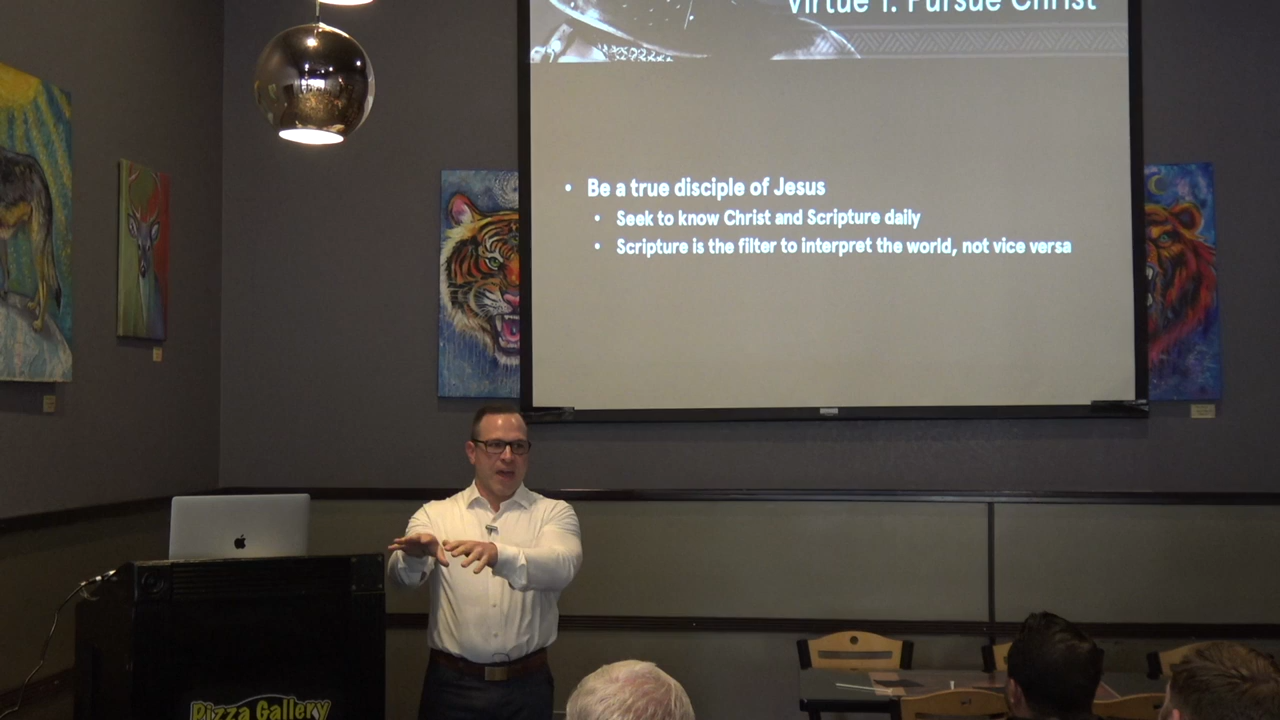 Virtue 1: Pursue Christ
• Be a true disciple of Jesus
• Seek to know Christ and Scripture daily
• Scripture is the filter to interpret the world, not vice versa
Pizza Gallery